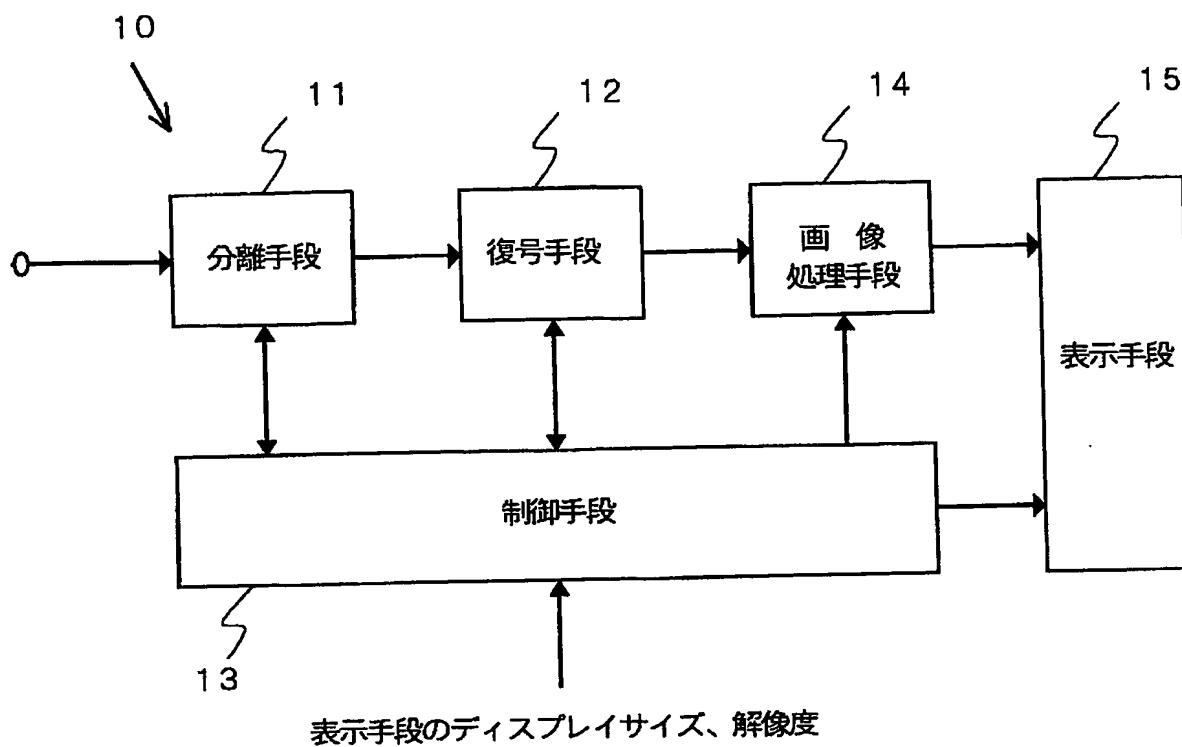 10
11
12
14
15
分離手段
復号手段
画　像
処理手段
表示手段
制御手段
13
表示手段のディスプレイサイズ、解像度